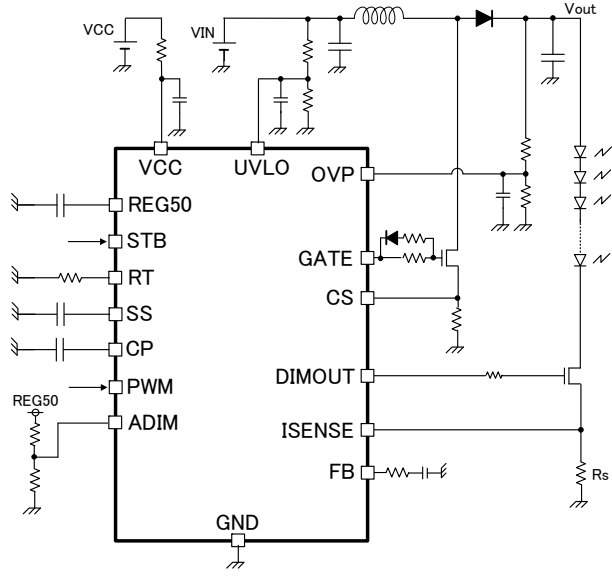 VCC
VIN
Vout
VCC
UVLO
OVP
REG50
STB
GATE
RT
CS
SS
CP
DIMOUT
PWM
REG50
ADIM
ISENSE
FB
Rs
GND